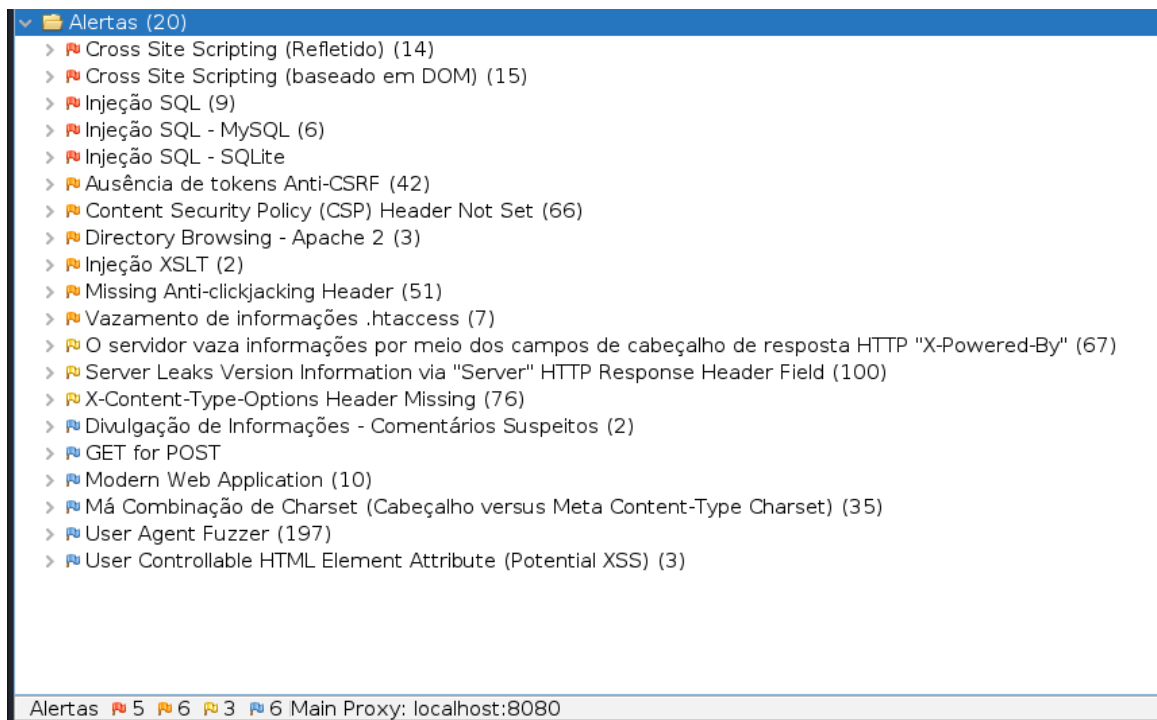 Alertas (20)
Cross Site Scripting (Refletido) (14)
Cross Site Scripting (baseado em DOM) (15)
Injeção SQL (9)
Injeção SQL - MySQL (6)
Injeção SQL - SQLite
Ausência de tokens Anti-CSRF (42)
Content Security Policy (CSP) Header Not Set (66)
Directory Browsing - Apache 2 (3)
Injeção XSLT (2)
Missing Anti-clickjacking Header (51)
Vazamento de informações .htaccess (7)
O servidor vaza informações por meio dos campos de cabeçalho de resposta HTTP "X-Powered-By" (67)
Server Leaks Version Information via "Server" HTTP Response Header Field (100)
X-Content-Type-Options Header Missing (76)
Divulgação de Informações - Comentários Suspeitos (2)
GET for POST
Modern Web Application (10)
Má Combinação de Charset (Cabeçalho versus Meta Content-Type Charset) (35)
User Agent Fuzzer (197)
User Controllable HTML Element Attribute (Potential XSS) (3)
Alertas 5 6 3 6 Main Proxy: localhost:8080